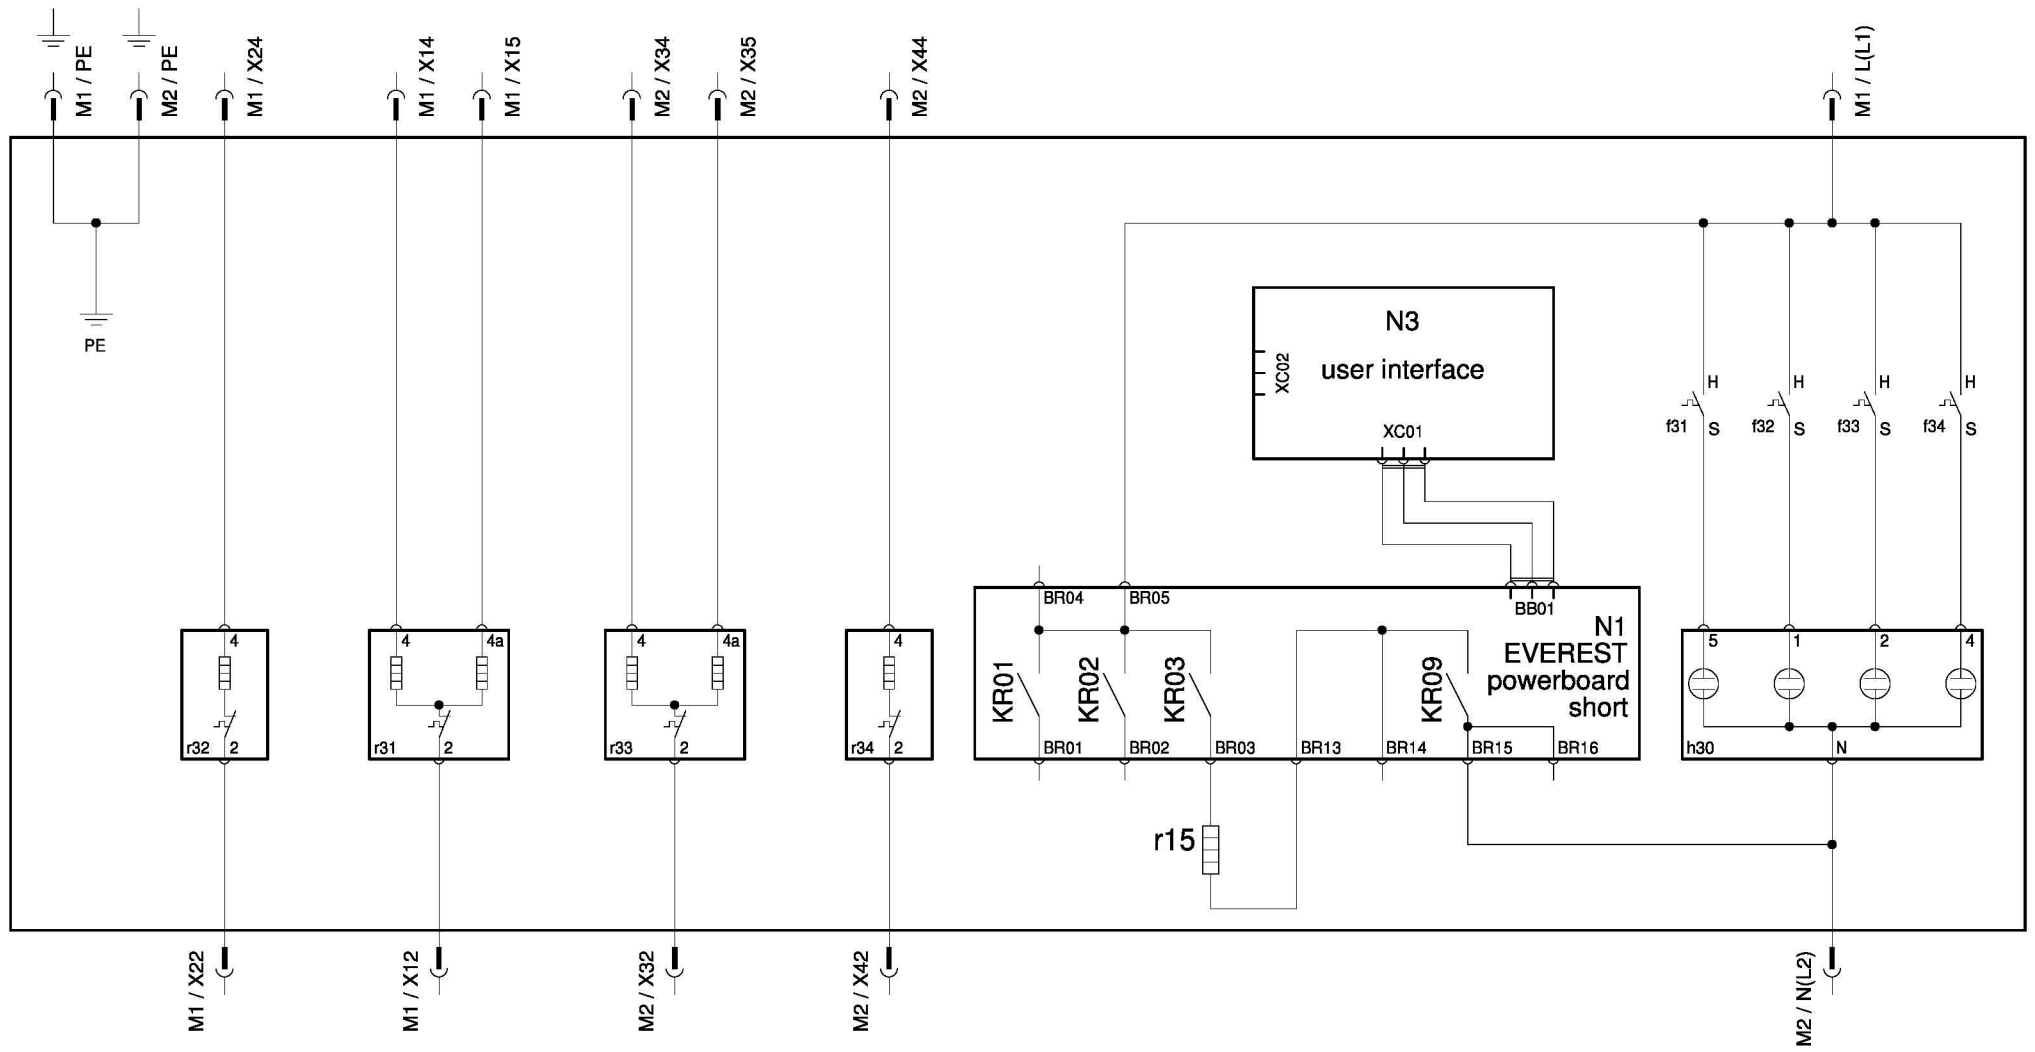 M1 / PE
M2 / PE
M1 / X24
M1 / X14
M1 / X15
M2 / X34
M2 / X35
M2 / X44
M1 / L(L1)
PE
N3
user interface
XC02
XC01
H
H
H
H
f31
S
f32
S
f33
S
f34
S
BR04
BR05
BB01
N1
EVEREST
powerboard
short
KR01
KR02
KR03
KR09
BR01
BR02
BR03
BR13
BR14
BR15
BR16
4
4
4a
4
4a
4
5
1
2
4
r32
2
r31
2
r33
2
r34
2
h30
N
r15
M1 / X22
M1 / X12
M2 / X32
M2 / X42
M2 / N(L2)